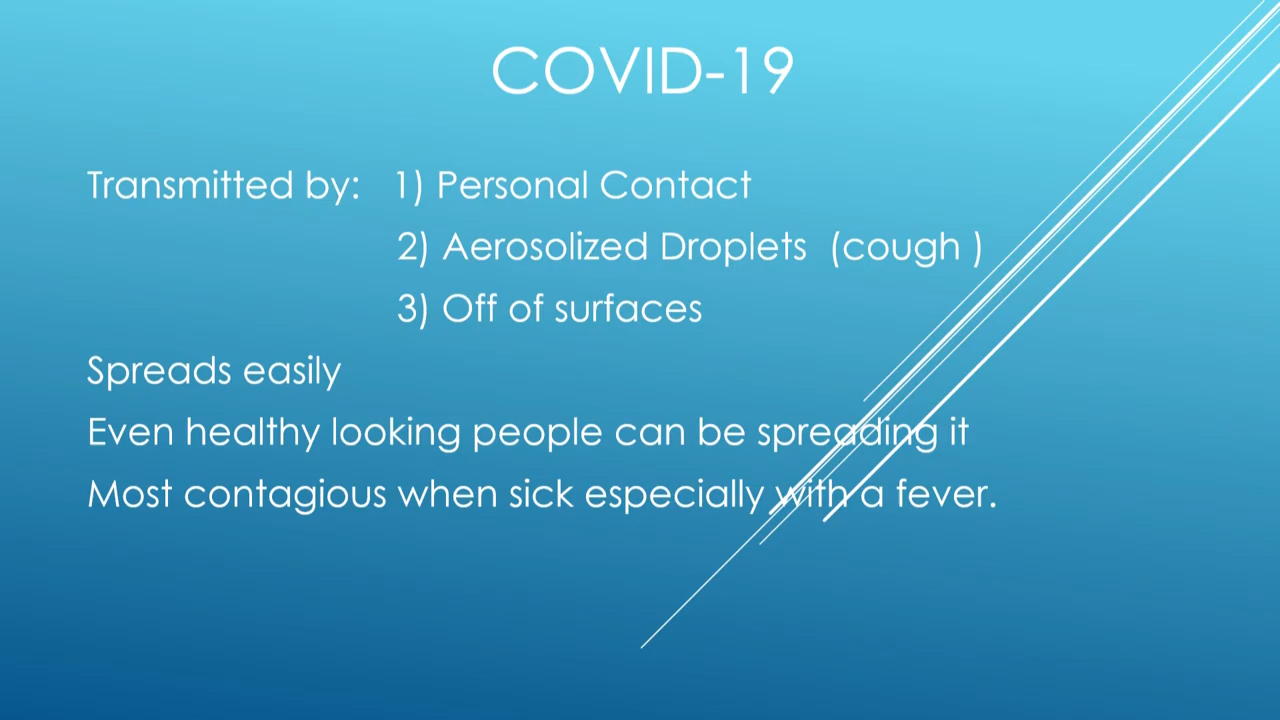 COVID-19
Transmitted by: 1) Personal Contact
2) Aerosolized Droplets (cough )
3) Off of surfaces
Spreads easily
Even healthy looking people can be spreading it
Most contagious when sick especially with a fever.